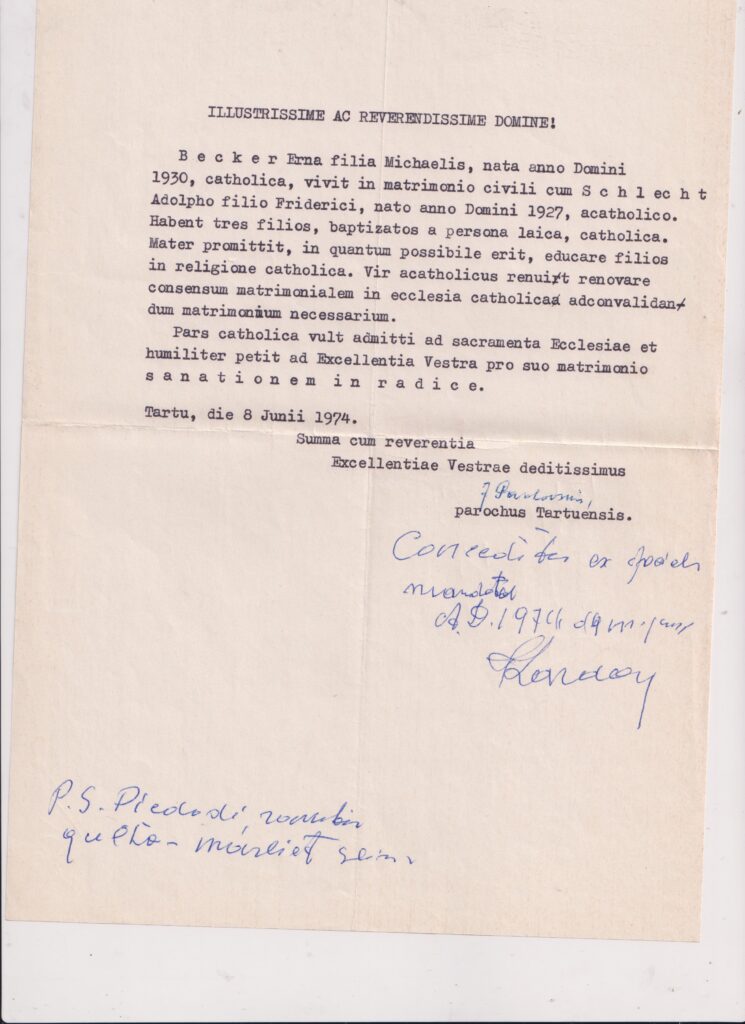 ILLUSTRISSIME AC REVERENDISSIME DOMINE!
B e c k e r Erna filia Michaelis, nata anno Domini
1930, catholica, vivit in matrimonio civili cum S c h l e c h t
Adolpho filio Friderici, nato anno Domini 1927, acatholico.
Habent tres filios, baptizatos a persona laica, catholica.
Mater promittit, in quantum possibile erit, educare filios
in religione catholica. Vir acatholicus renuit renovare
consensum matrimonialem in ecclesia catholica adconvalidan-
dum matrimonium necessarium.
Pars catholica vult admitti ad sacramenta Ecclesiae et
humiliter petit ad Excellentia Vestra pro suo matrimonio
s a n a t i o n e m i n r a d i c e.
Tartu, die 8 Junii 1974.
Summa cum reverentia
Excellentiae Vestrae deditissimus
parochus Tartuensis.
Conceditur ex
mandato
A.D. 1974
P.S.